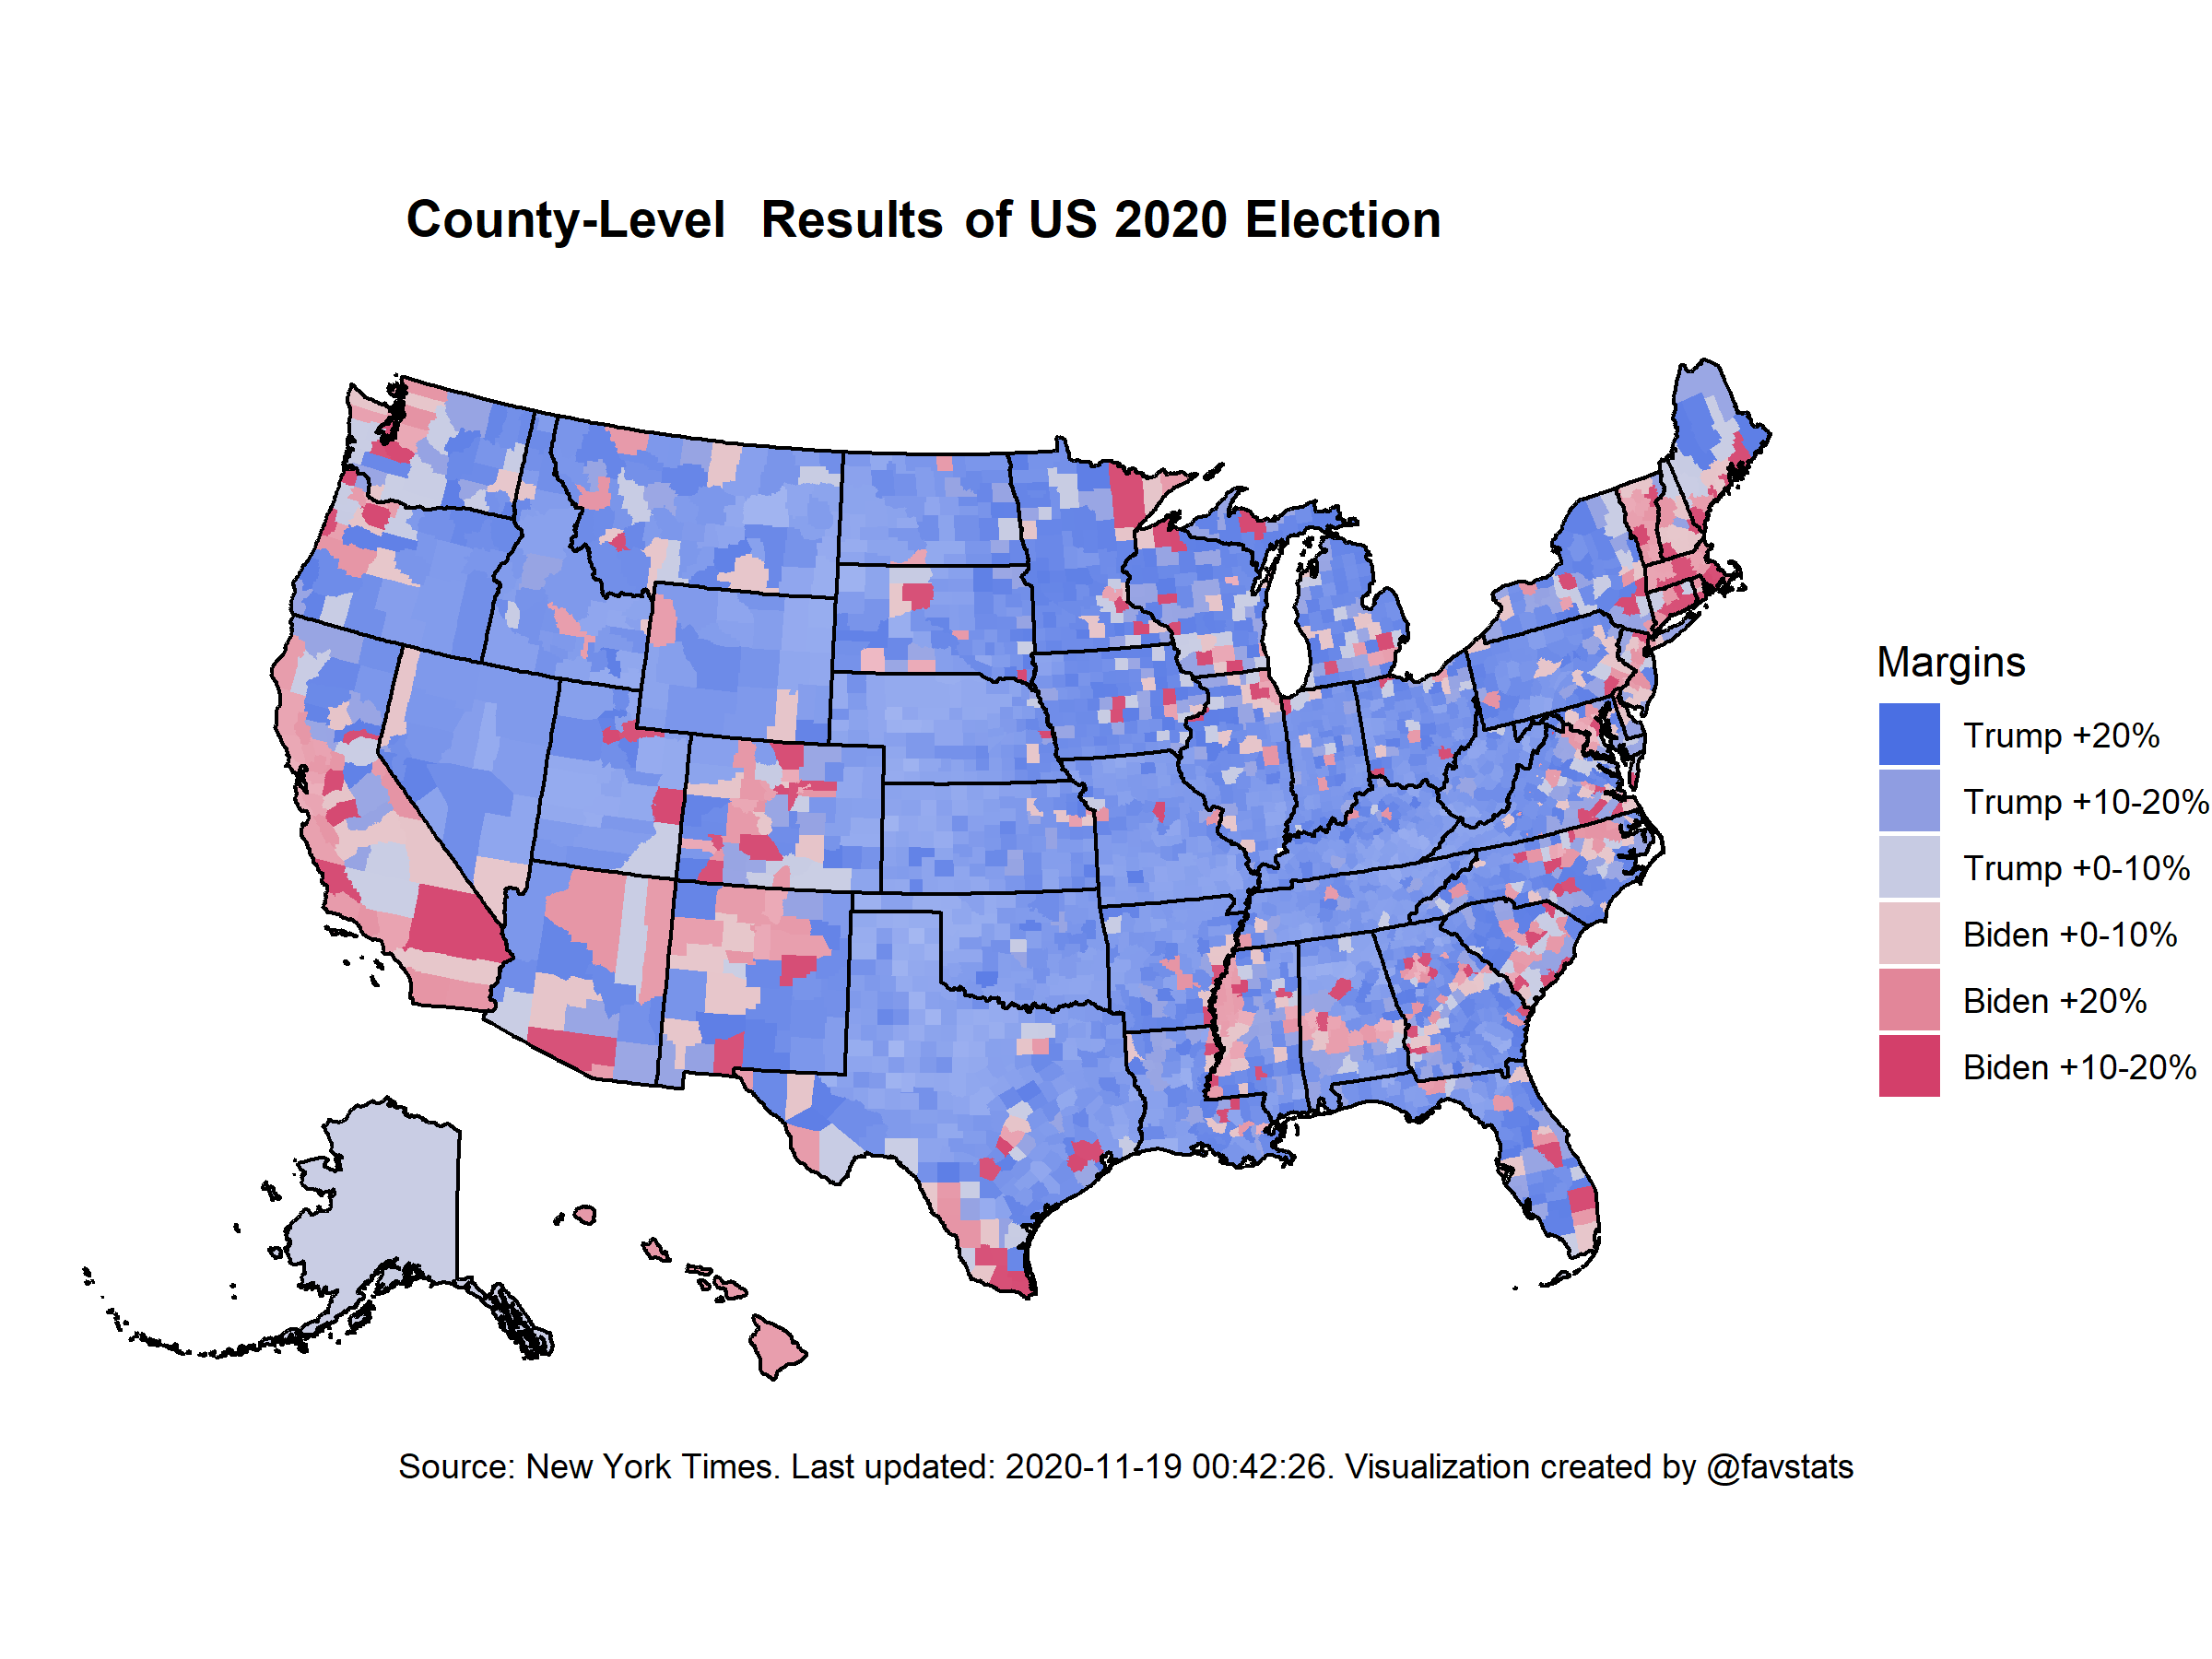 County-Level  Results of US 2020 Election
Margins
Trump +20%
Trump +10-20%
Trump +0-10%
Biden +0-10%
Biden +20%
Biden +10-20%
Source: New York Times. Last updated: 2020-11-19 00:42:26. Visualization created by @favstats